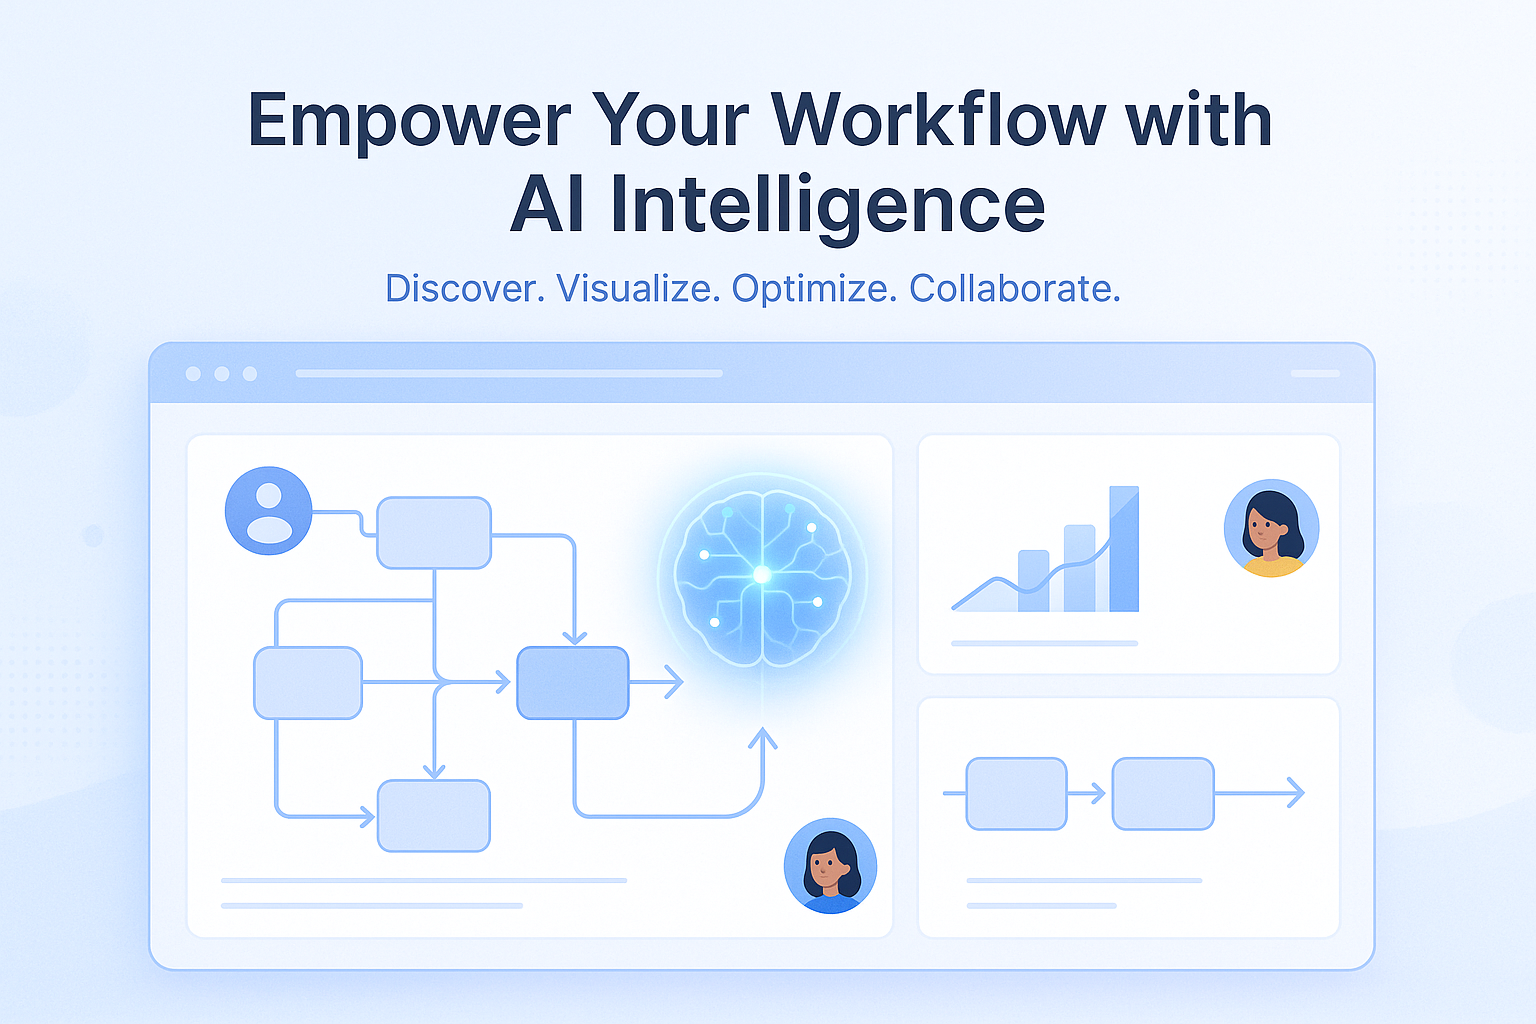 Empower Your Workflow with
AI Intelligence
Discover. Visualize. Optimize. Collaborate.